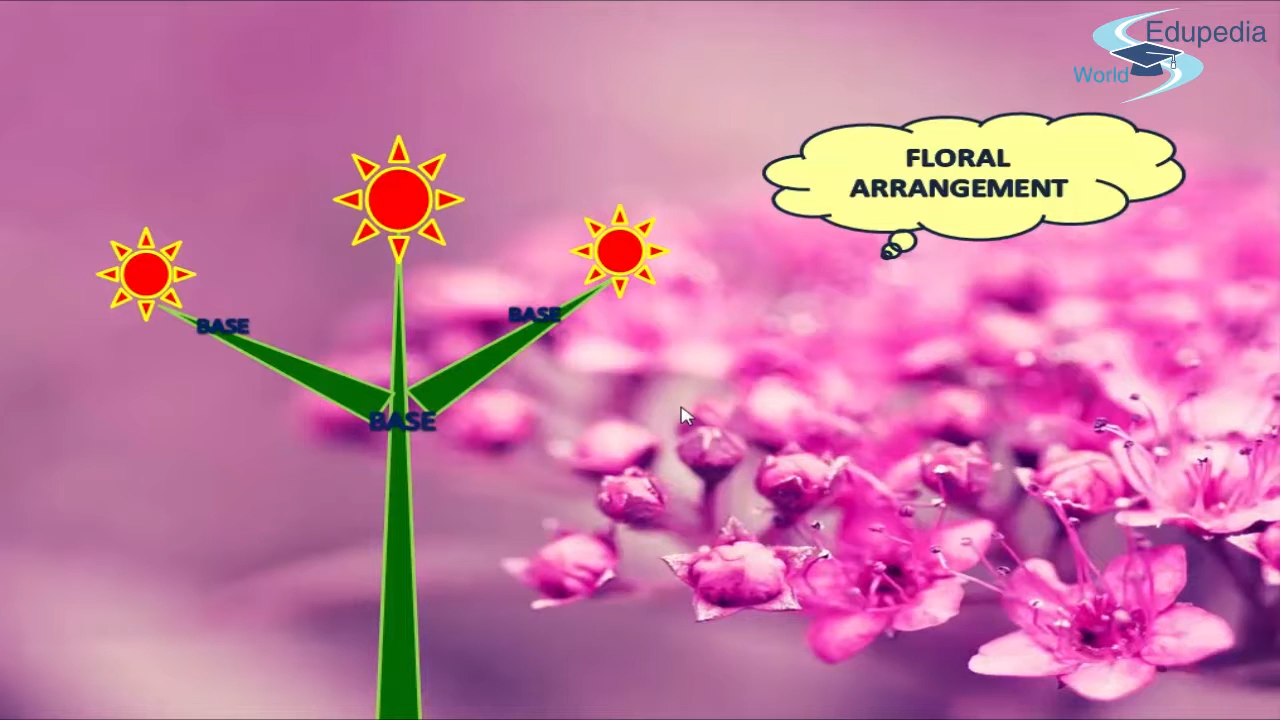 Edupedia
World
FLORAL
ARRANGEMENT
BASE
BASE
BASE